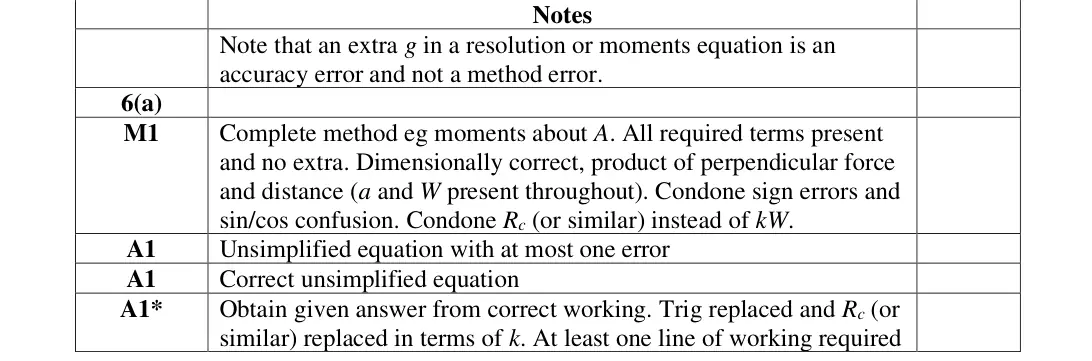 Notes
Note that an extra g in a resolution or moments equation is an
accuracy error and not a method error.
6(a)
M1 Complete method eg moments about A. All required terms present
and no extra. Dimensionally correct, product of perpendicular force
and distance (a and W present throughout). Condone sign errors and
sin/cos confusion. Condone Rc (or similar) instead of kW.
A1 Unsimplified equation with at most one error
A1 Correct unsimplified equation
A1* Obtain given answer from correct working. Trig replaced and Rc (or
similar) replaced in terms of k. At least one line of working required